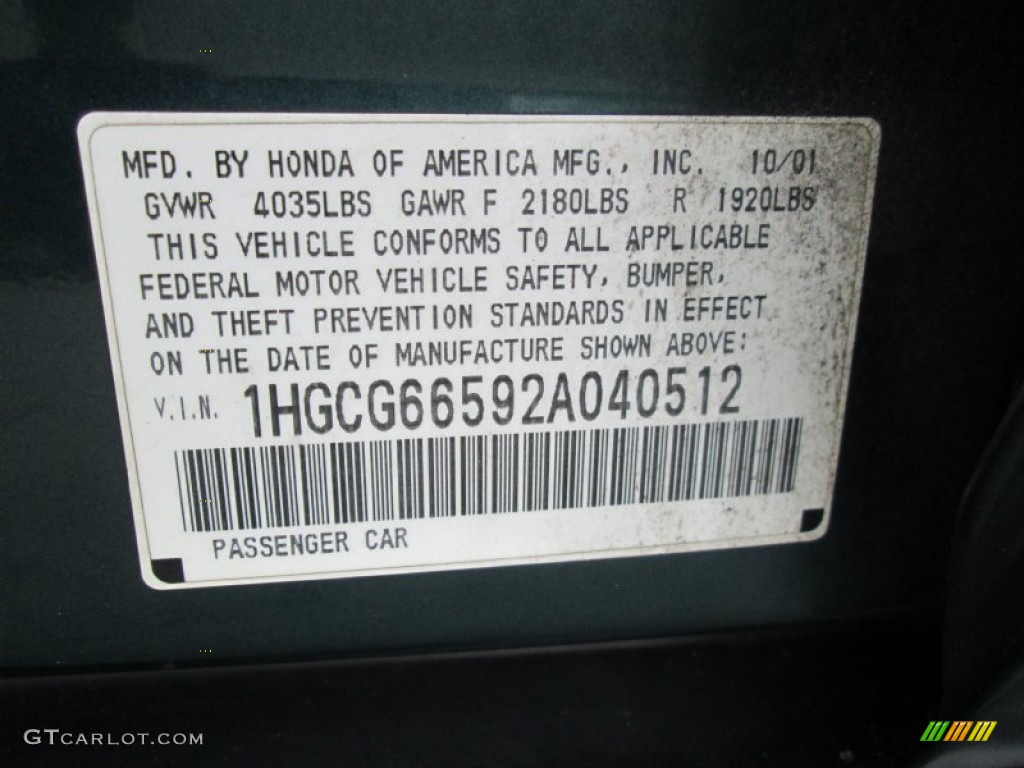 MFD. BY HONDA OF AMERICA MFG., INC. 10/01
GVWR 4035LBS GAWR F 2180LBS R 1920LBS
THIS VEHICLE CONFORMS TO ALL APPLICABLE
FEDERAL MOTOR VEHICLE SAFETY, BUMPER,
AND THEFT PREVENTION STANDARDS IN EFFECT
ON THE DATE OF MANUFACTURE SHOWN ABOVE:
V.I.N. 1HGCG66592A040512
PASSENGER CAR
GTCARLOT.COM